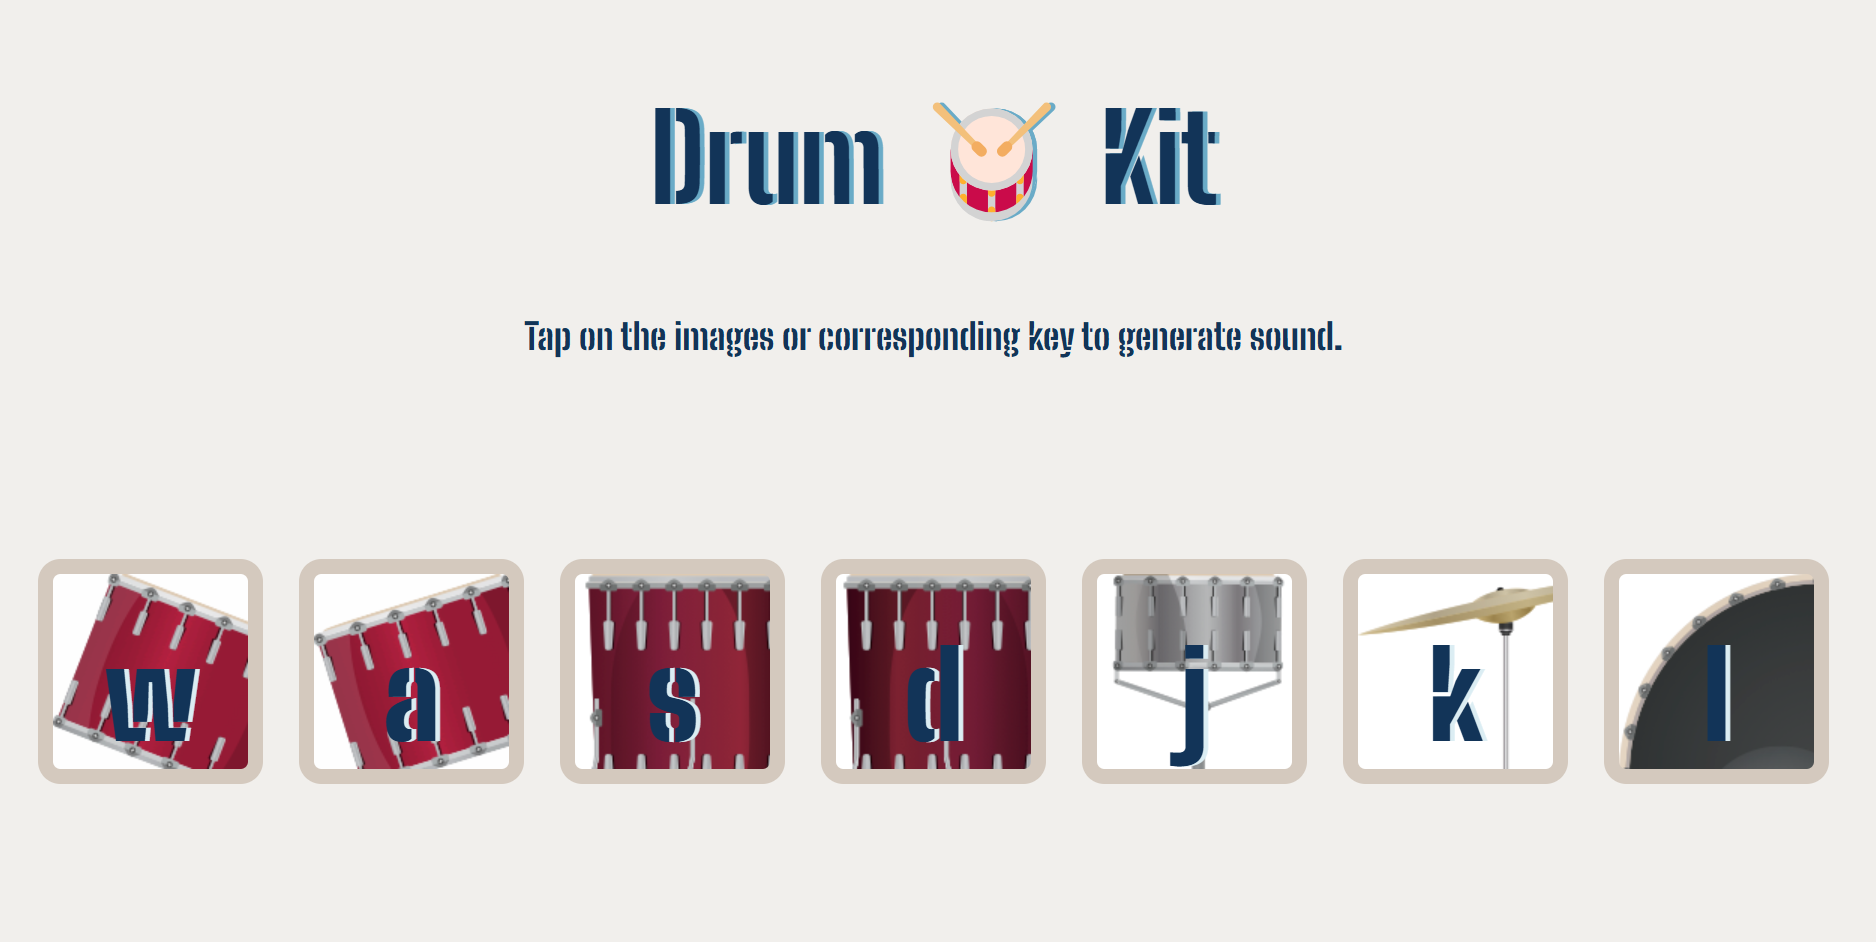 Drum Kit
Tap on the images or corresponding key to generate sound.
w a s d j k l